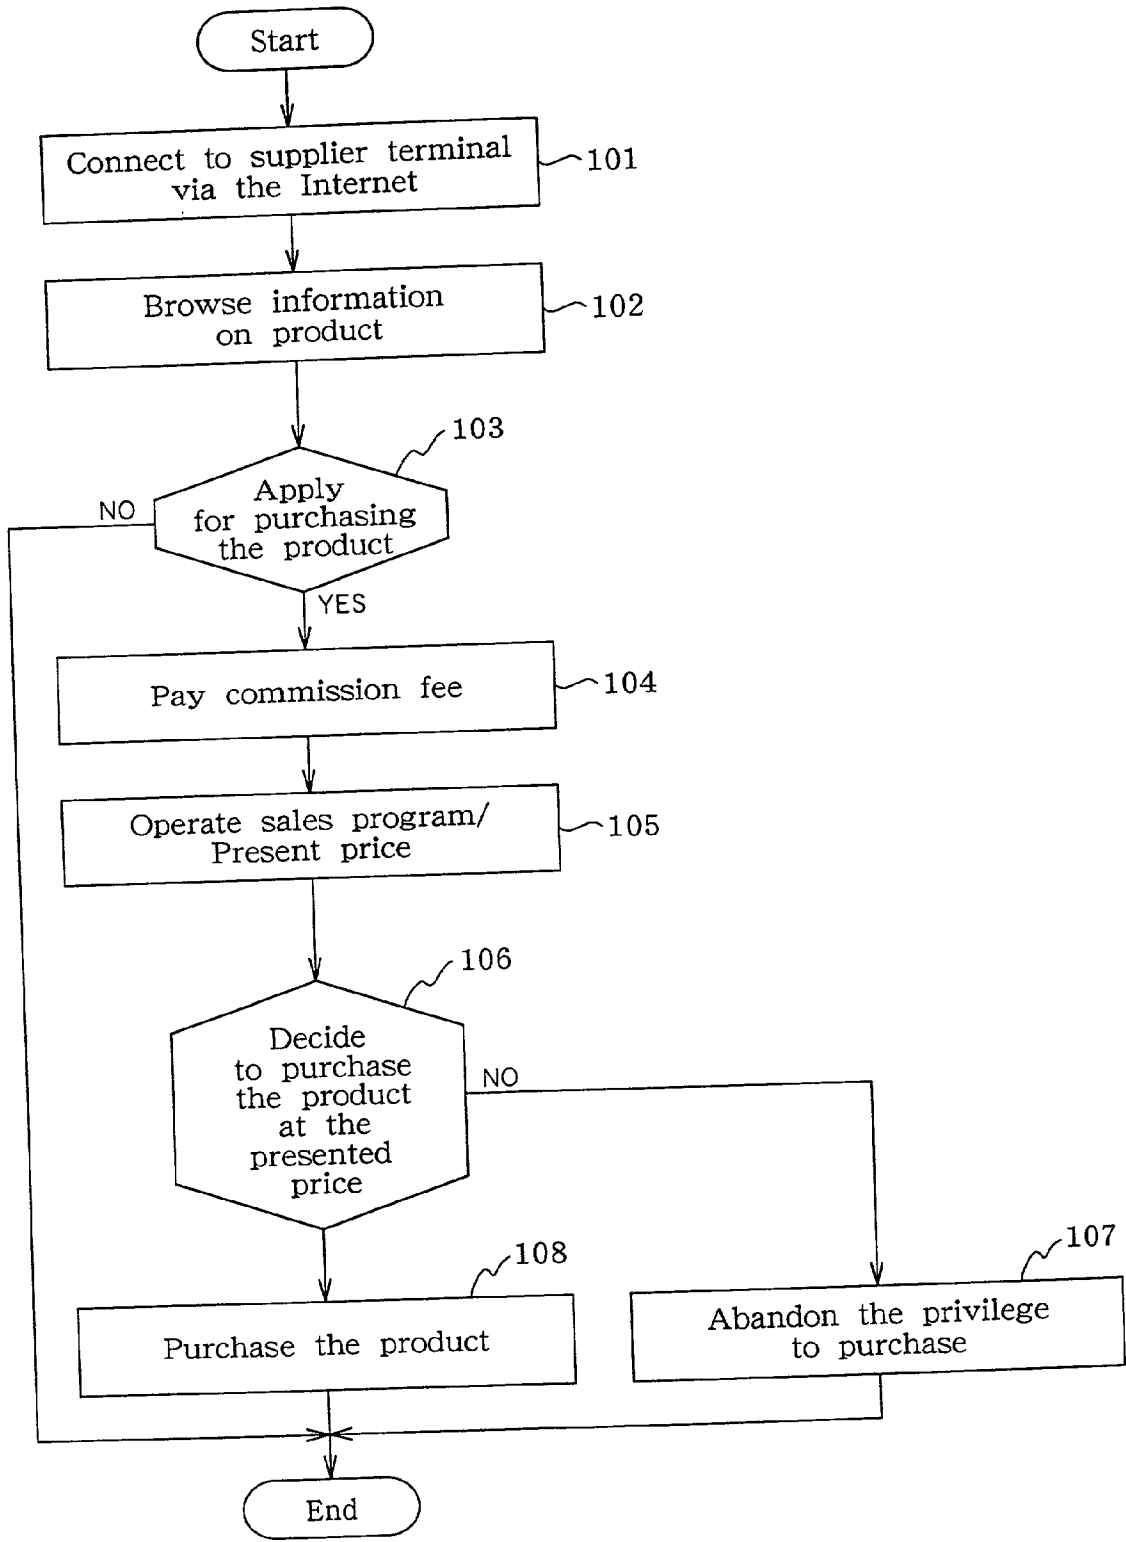 Start
Connect to supplier terminal
via the Internet
101
Browse information
on product
102
103
Apply
for purchasing
the product
NO
YES
Pay commission fee
104
Operate sales program/
Present price
105
106
Decide
to purchase
the product
at the
presented
price
NO
108
Purchase the product
107
Abandon the privilege
to purchase
End